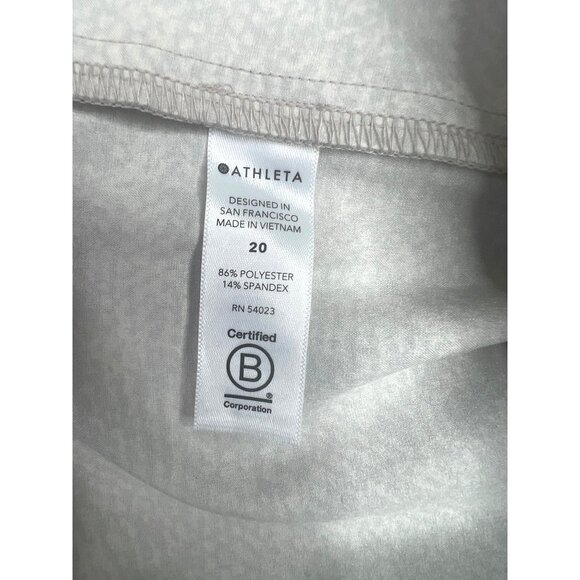 ATHLETA
DESIGNED IN
SAN FRANCISCO
MADE IN VIETNAM
20
86% POLYESTER
14% SPANDEX
RN 54023
Certified
B
®
Corporation